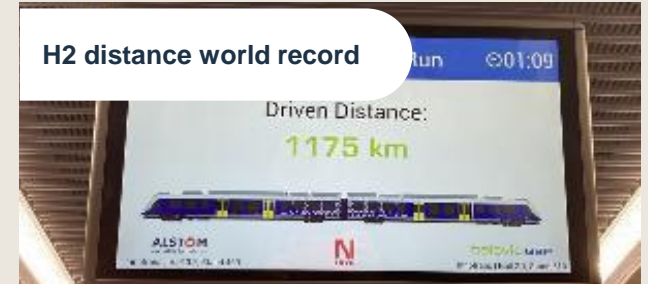 H2 distance world record
Run 01:09
Driven Distance:
1175 km
ALSTOM
N